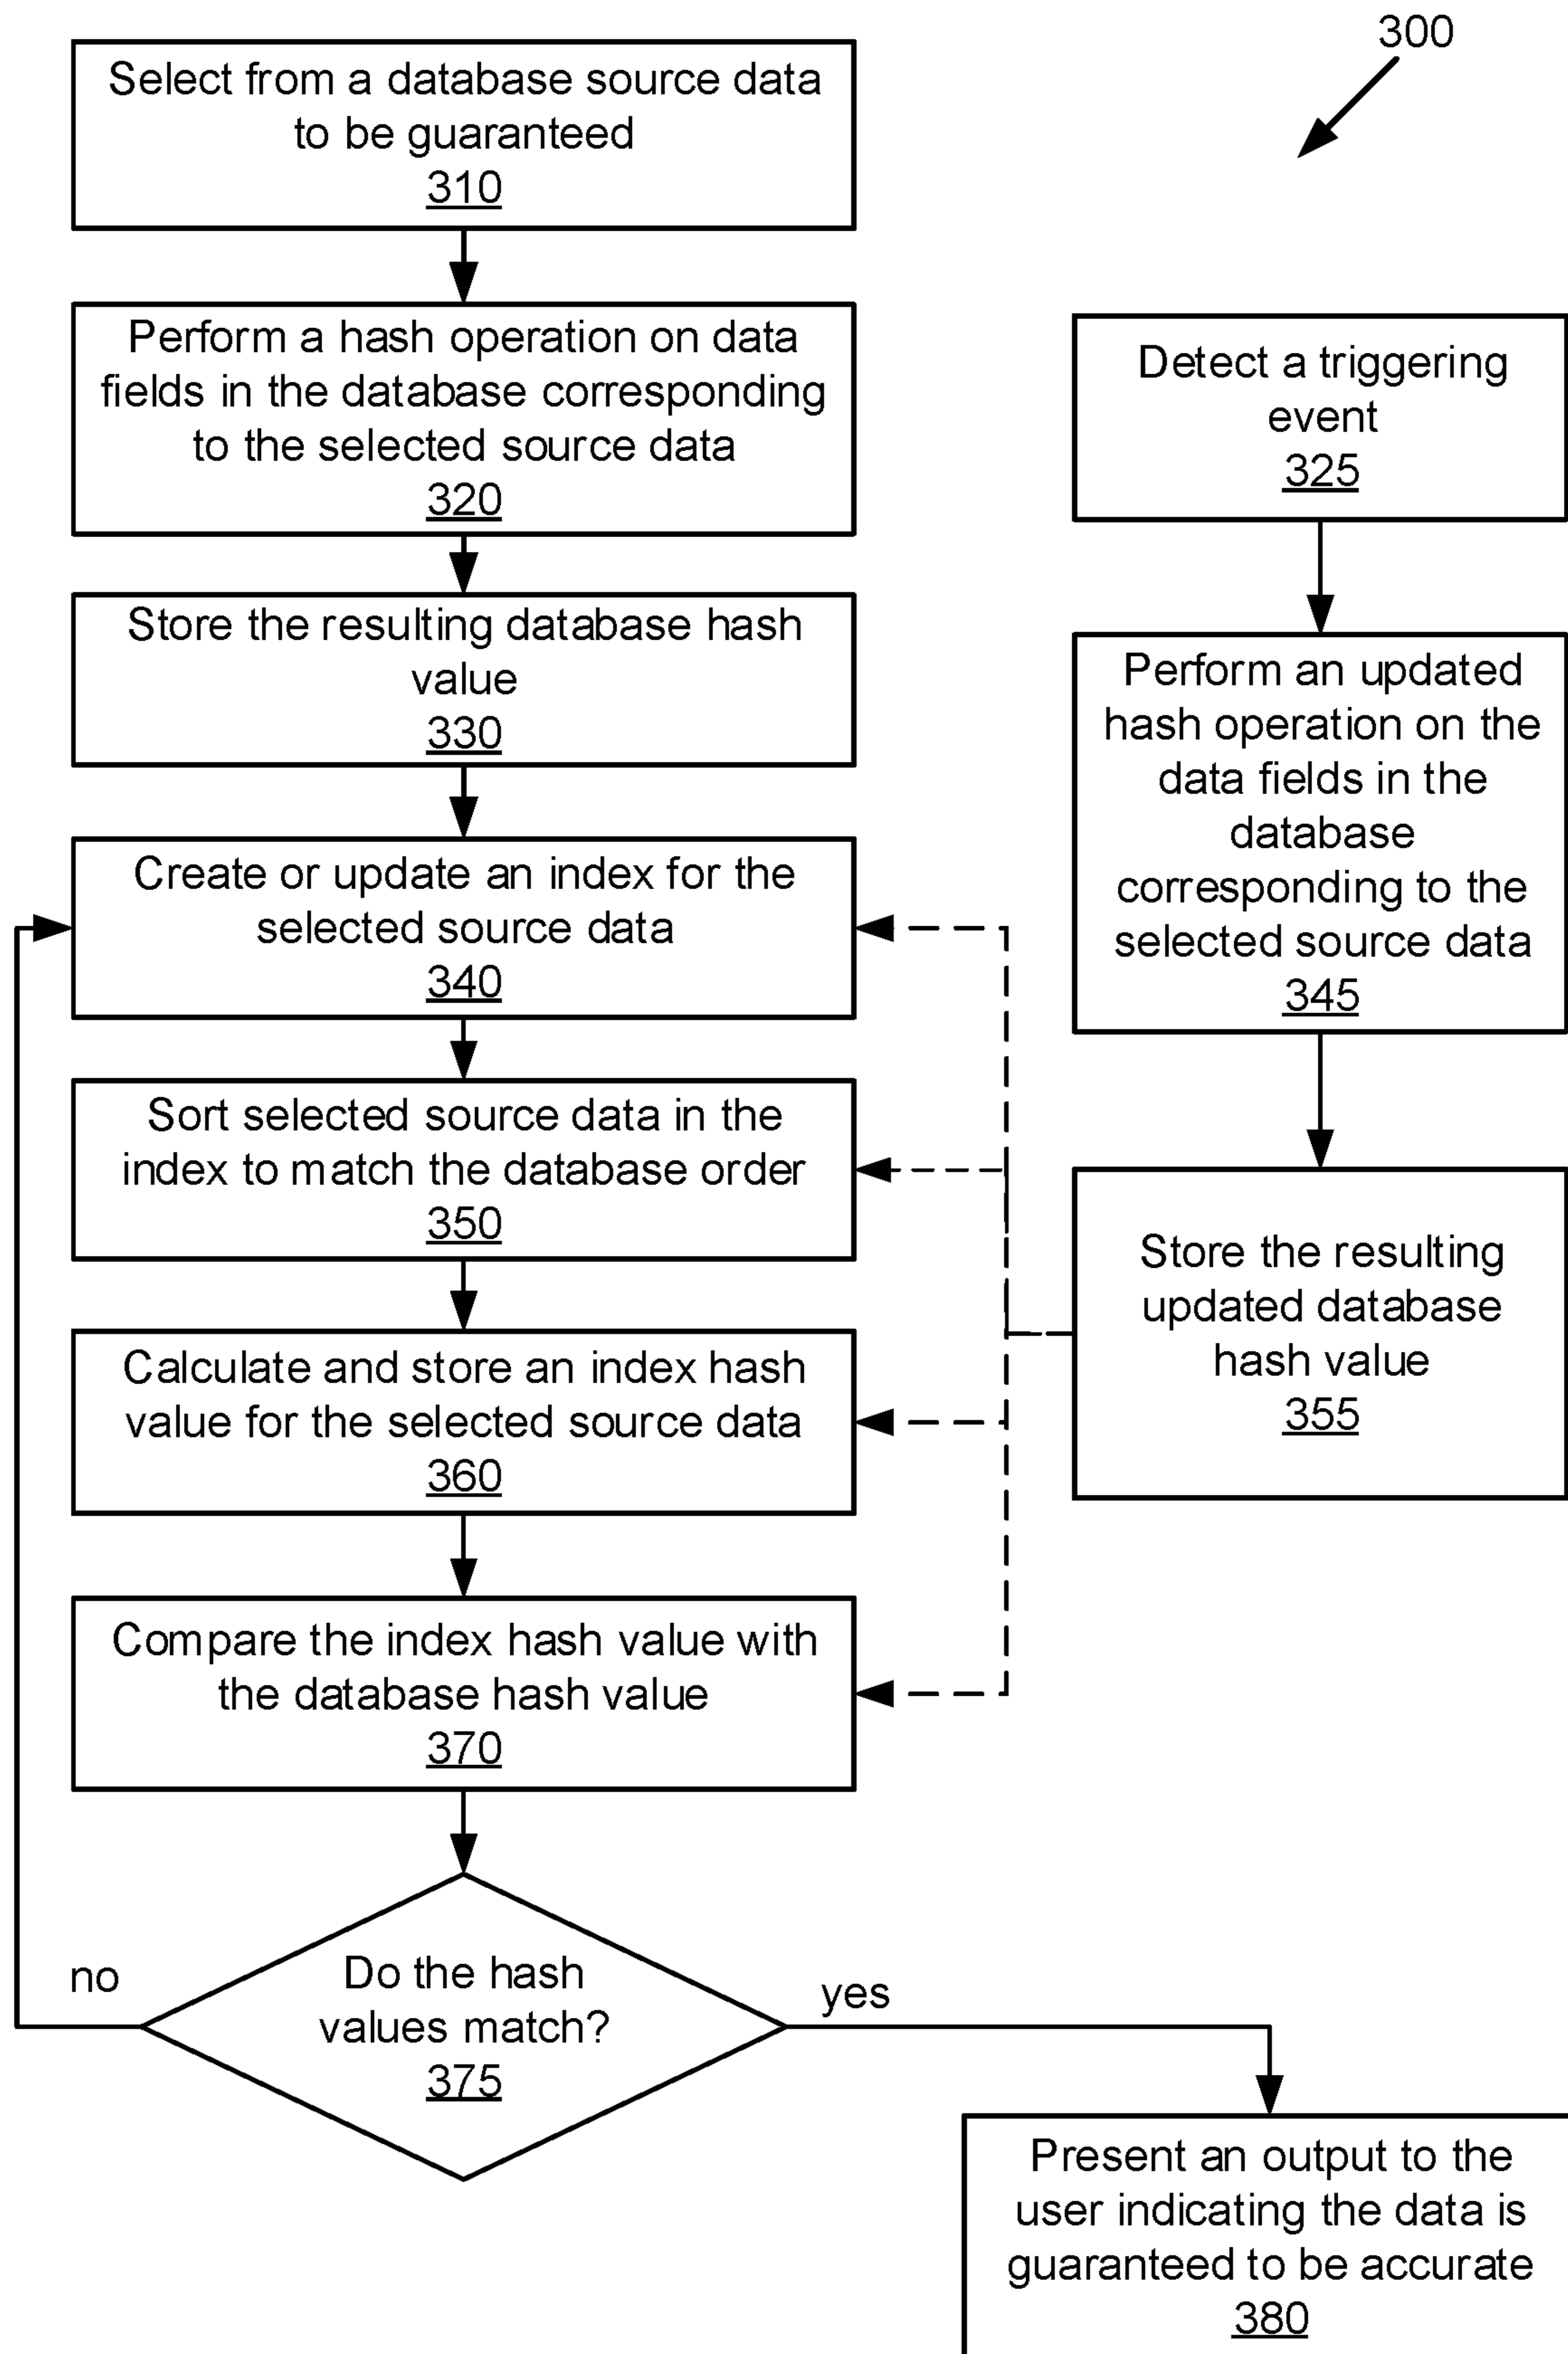 300
Select from a database source data
to be guaranteed
310
Perform a hash operation on data
fields in the database corresponding
to the selected source data
320
Store the resulting database hash
value
330
Create or update an index for the
selected source data
340
Sort selected source data in the
index to match the database order
350
Calculate and store an index hash
value for the selected source data
360
Compare the index hash value with
the database hash value
370
Do the hash
values match?
375
no
yes
Detect a triggering
event
325
Perform an updated
hash operation on the
data fields in the
database
corresponding to the
selected source data
345
Store the resulting
updated database
hash value
355
Present an output to the
user indicating the data is
guaranteed to be accurate
380